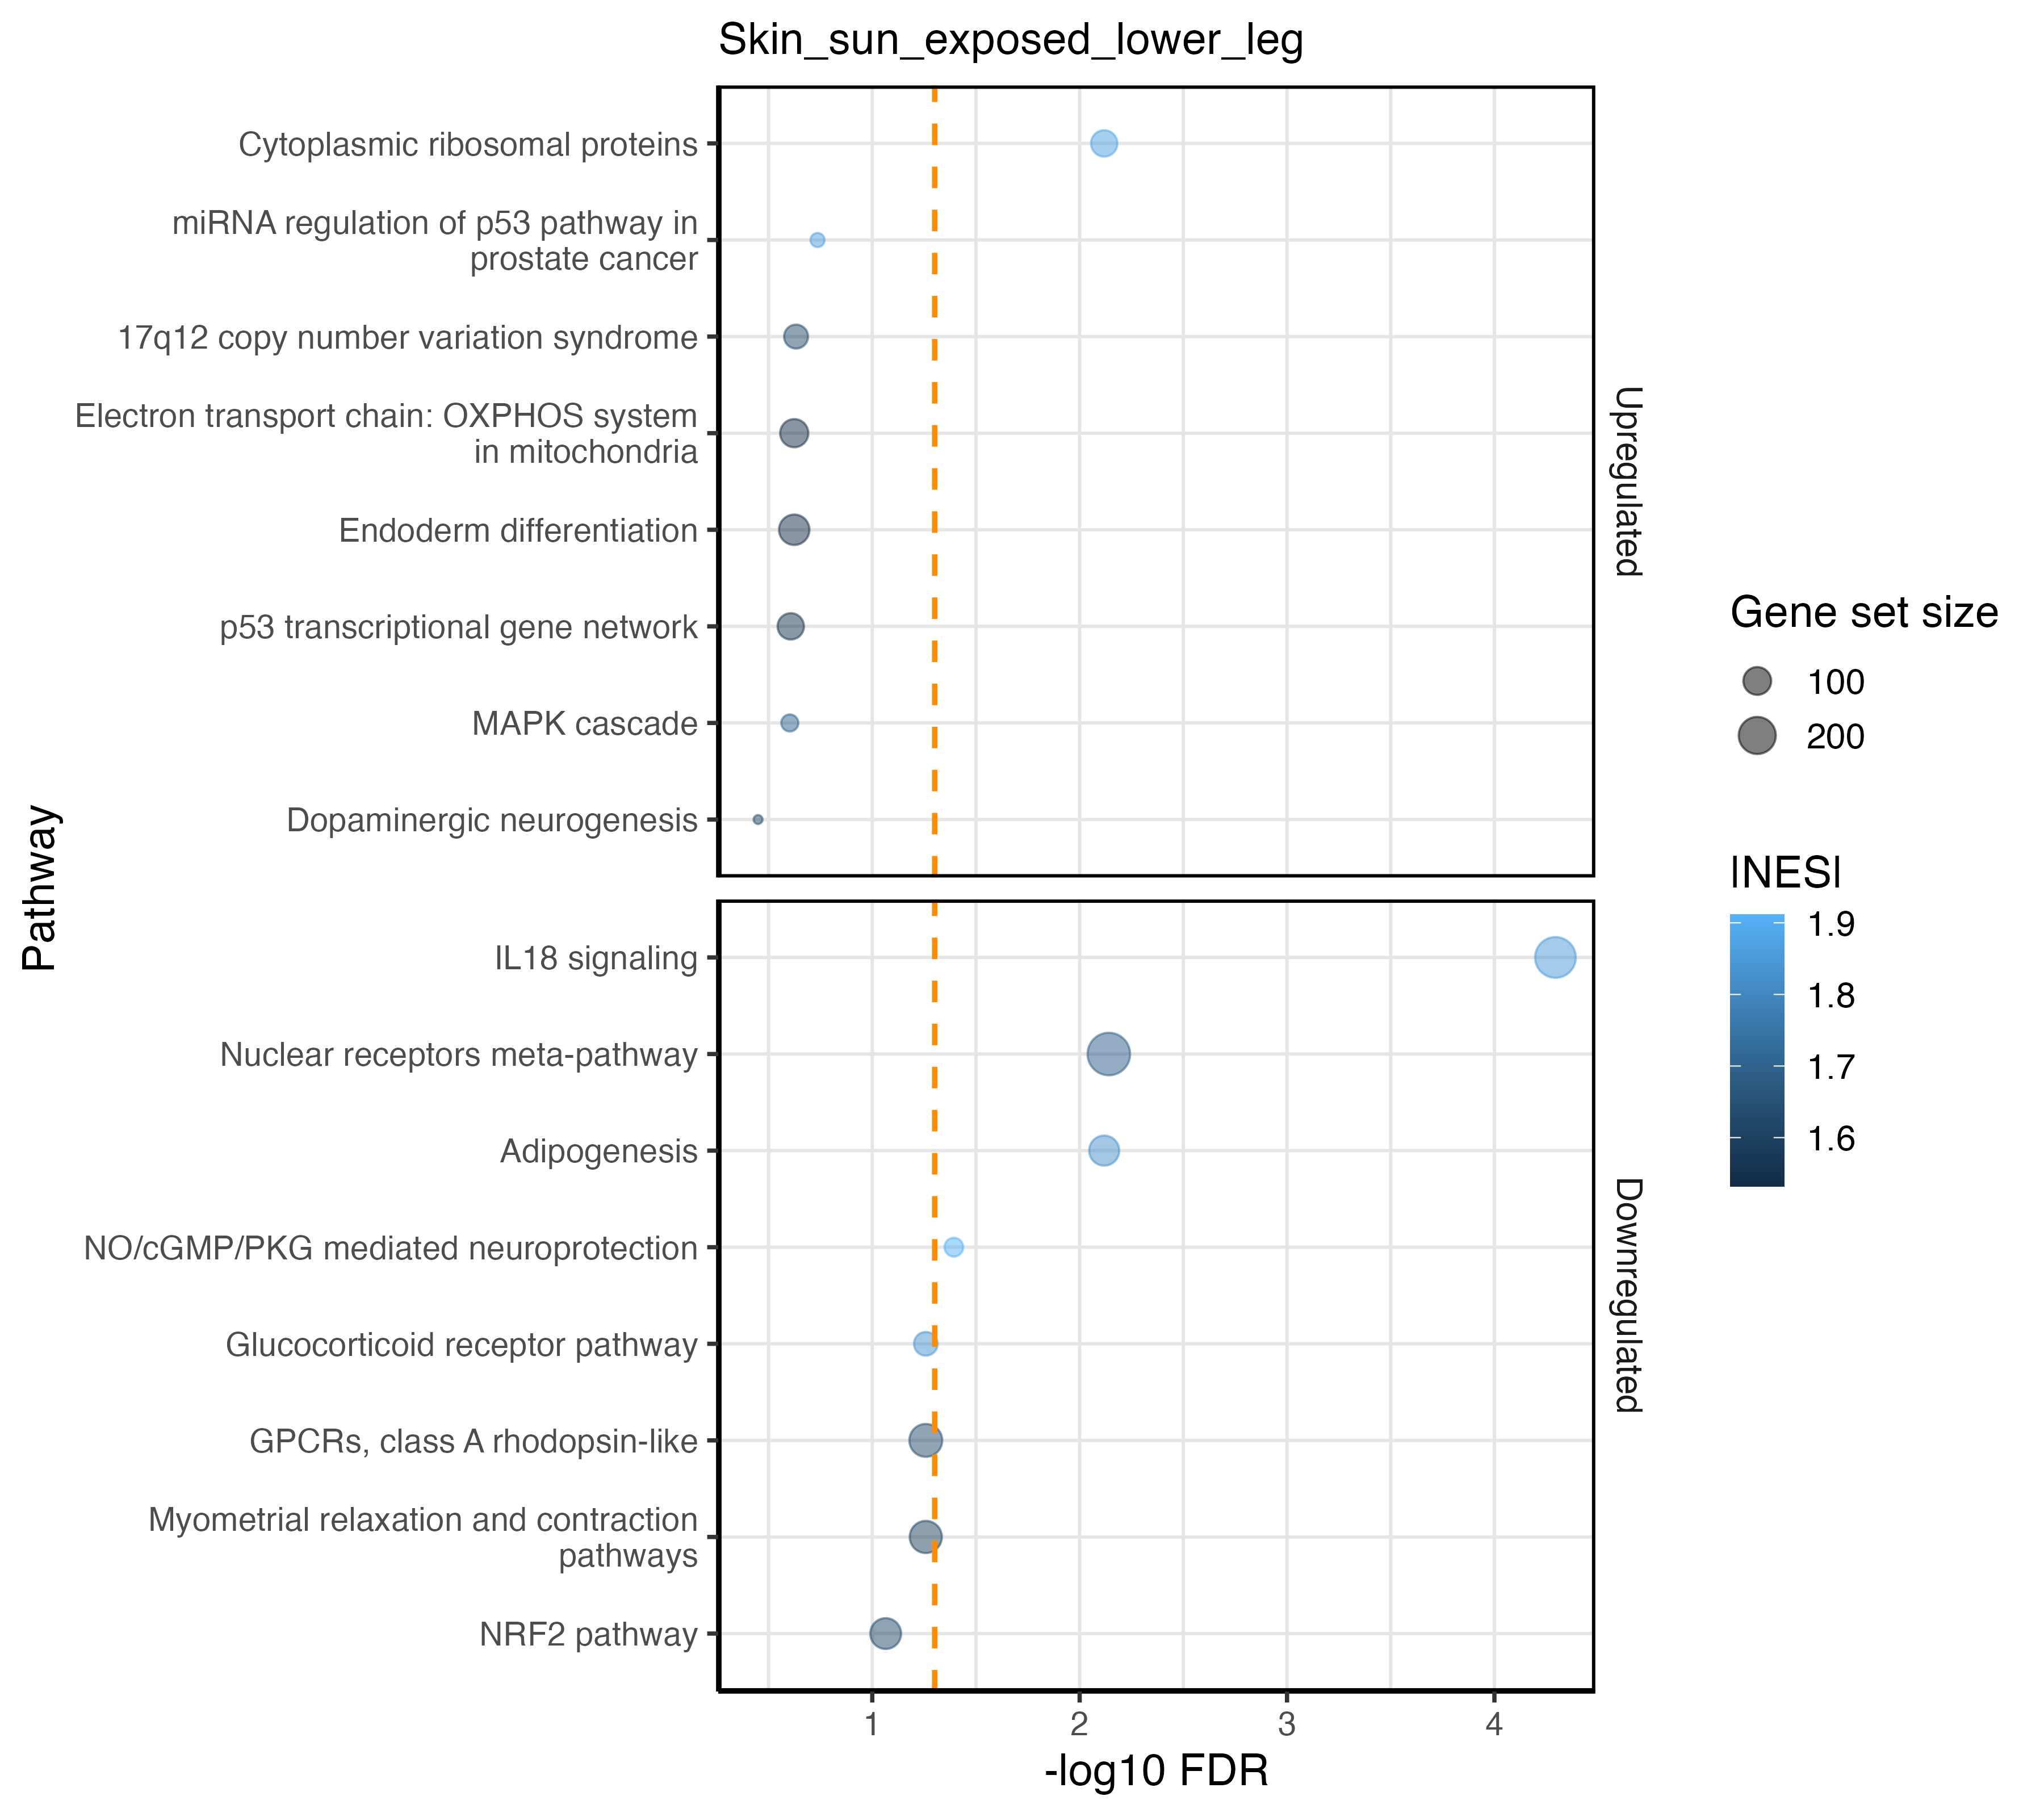 Skin_sun_exposed_lower_leg
Pathway
Cytoplasmic ribosomal proteins
miRNA regulation of p53 pathway in
prostate cancer
17q12 copy number variation syndrome
Electron transport chain: OXPHOS system
in mitochondria
Endoderm differentiation
p53 transcriptional gene network
MAPK cascade
Dopaminergic neurogenesis
Upregulated
IL18 signaling
Nuclear receptors meta-pathway
Adipogenesis
NO/cGMP/PKG mediated neuroprotection
Glucocorticoid receptor pathway
GPCRs, class A rhodopsin-like
Myometrial relaxation and contraction
pathways
NRF2 pathway
Downregulated
1 2 3 4
-log10 FDR
Gene set size
100
200
|NES|
1.9
1.8
1.7
1.6